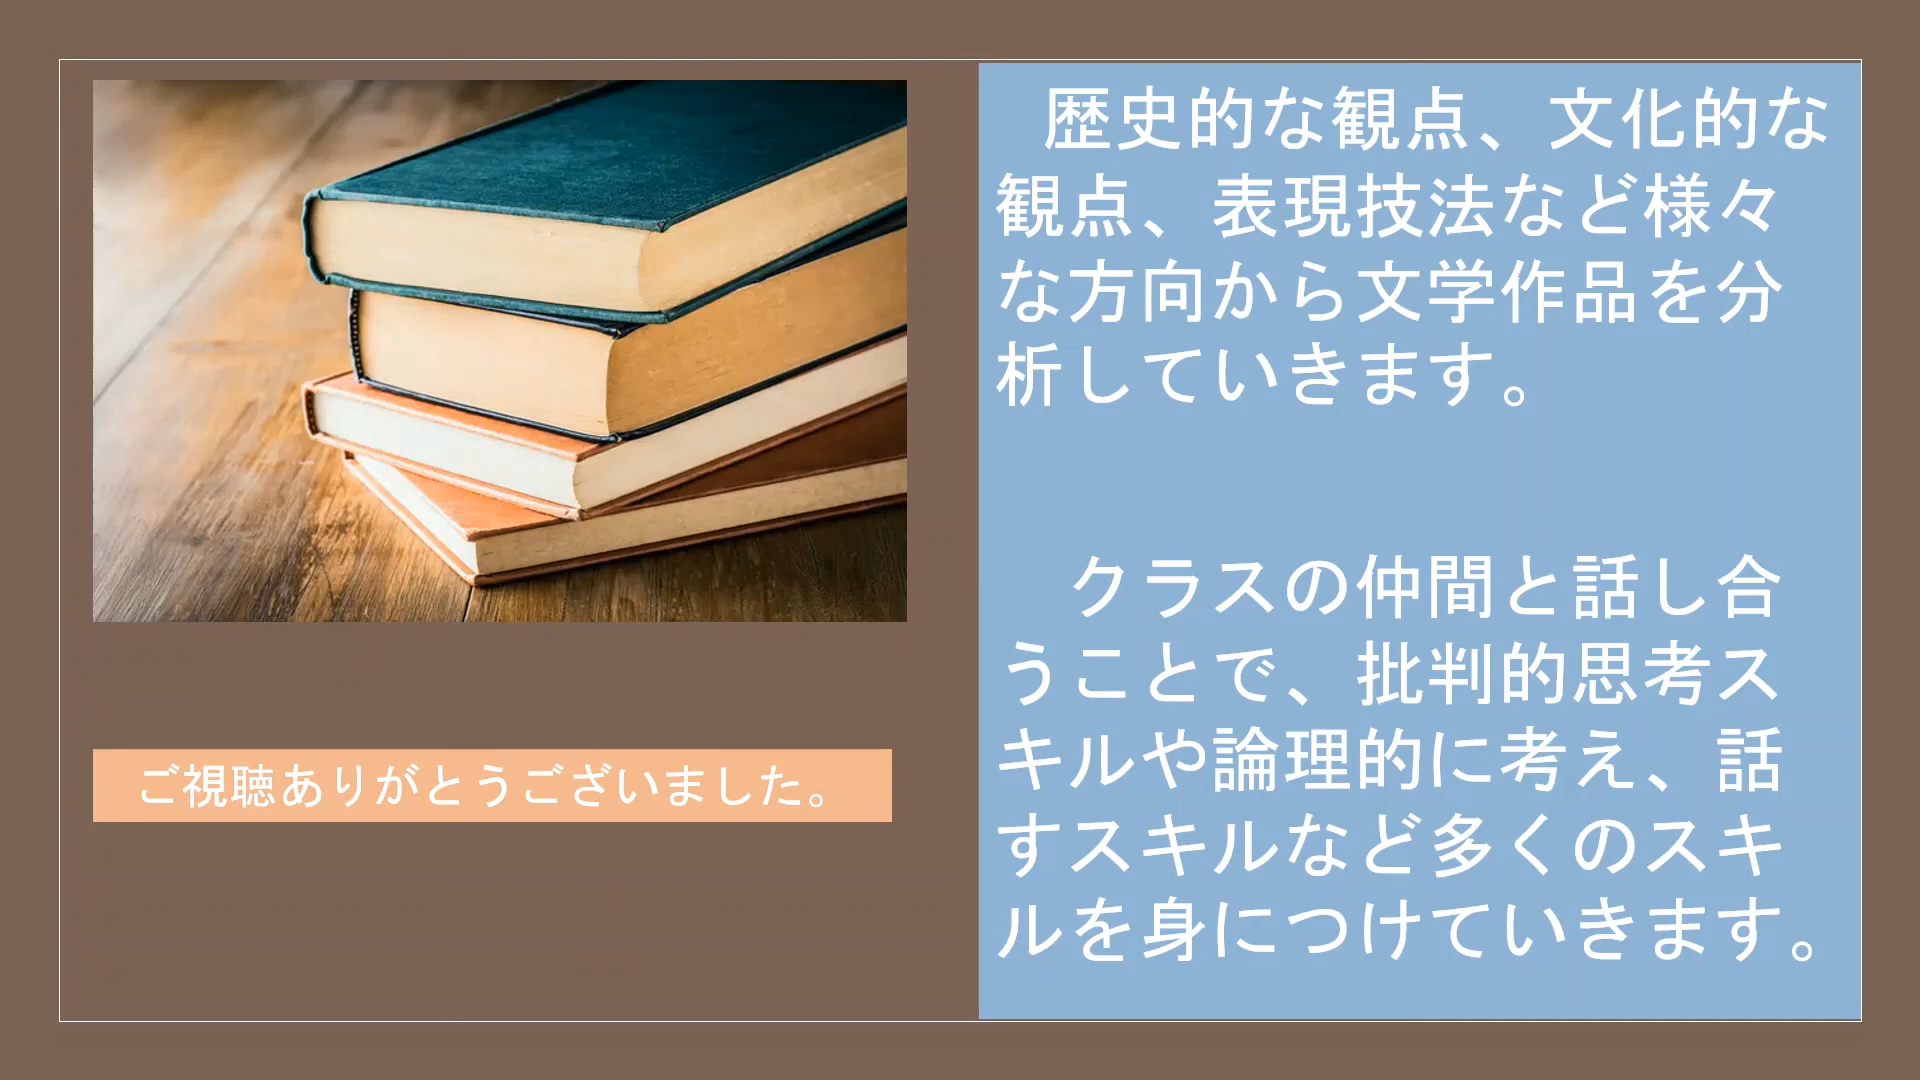 歴史的な観点、文化的な
観点、表現技法など様々
な方向から文学作品を分
析していきます。
クラスの仲間と話し合
うことで、批判的思考ス
キルや論理的に考え、話
すスキルなど多くのスキ
ルを身につけていきます。
ご視聴ありがとうございました。